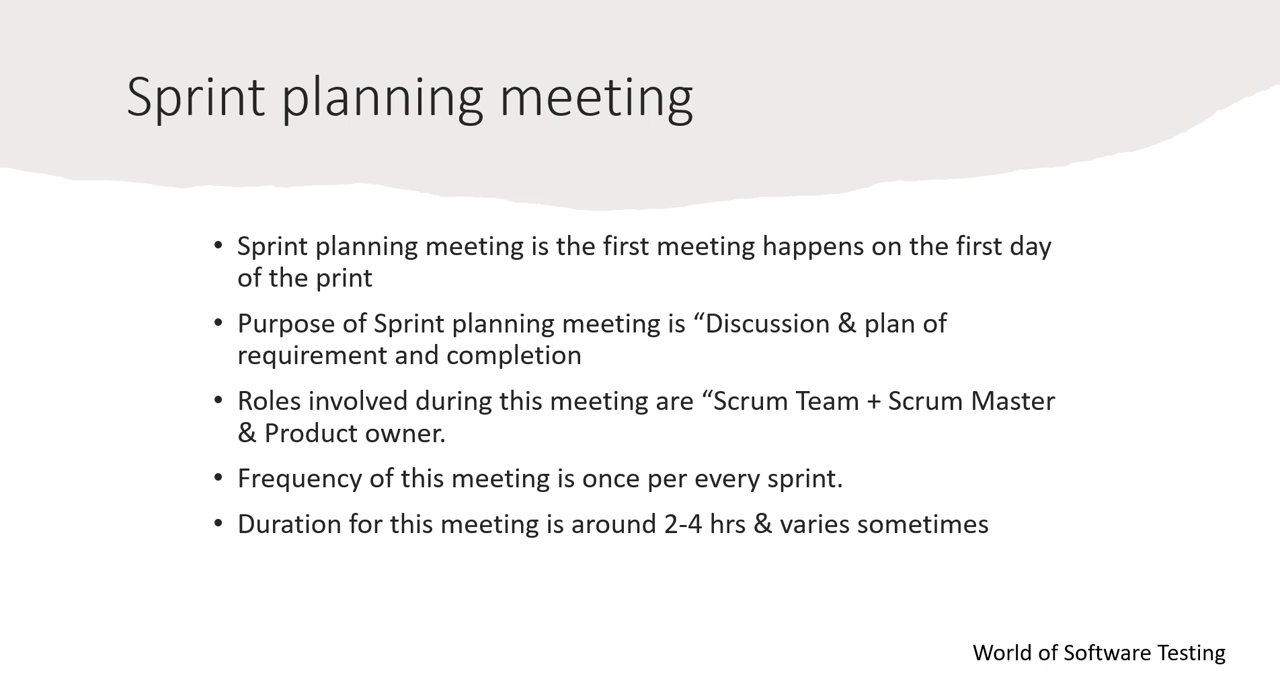 Sprint planning meeting
• Sprint planning meeting is the first meeting happens on the first day
of the print
• Purpose of Sprint planning meeting is “Discussion & plan of
requirement and completion
• Roles involved during this meeting are “Scrum Team + Scrum Master
& Product owner.
• Frequency of this meeting is once per every sprint.
• Duration for this meeting is around 2-4 hrs & varies sometimes
World of Software Testing